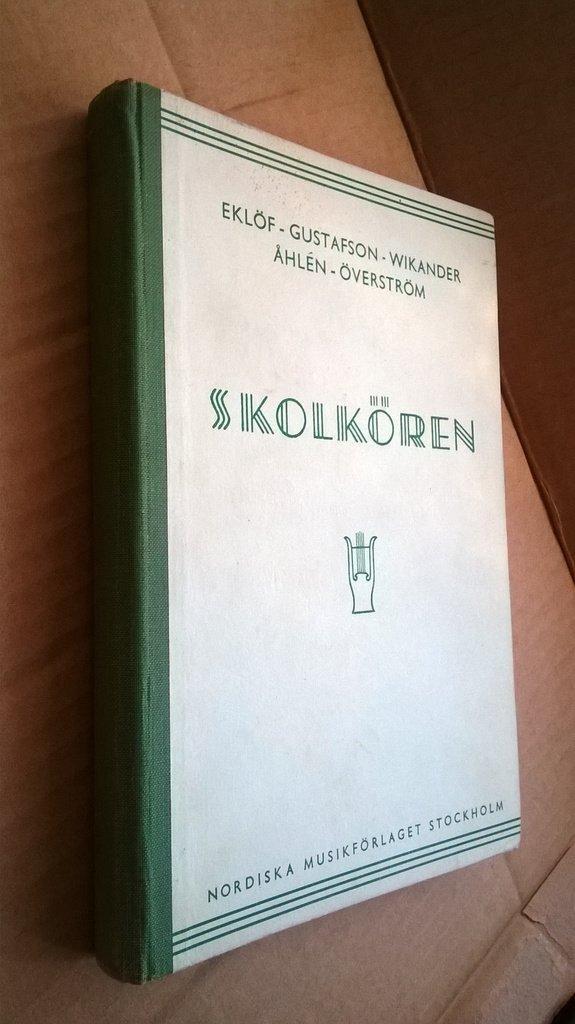 EKLÖF - GUSTAFSON - WIKANDER
ÅHLÉN - ÖVERSTRÖM
SKOLKÖREN
NORDISKA MUSIKFÖRLAGET STOCKHOLM